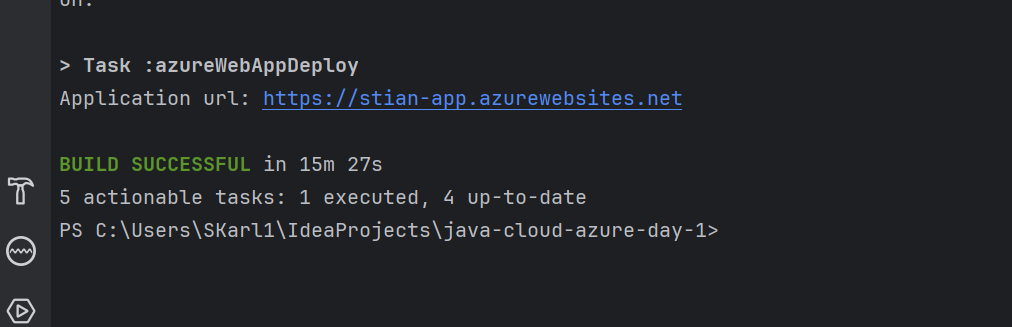 on.
> Task :azureWebAppDeploy
Application url: https://stian-app.azurewebsites.net
BUILD SUCCESSFUL in 15m 27s
5 actionable tasks: 1 executed, 4 up-to-date
PS C:\Users\SKarl1\IdeaProjects\java-cloud-azure-day-1>